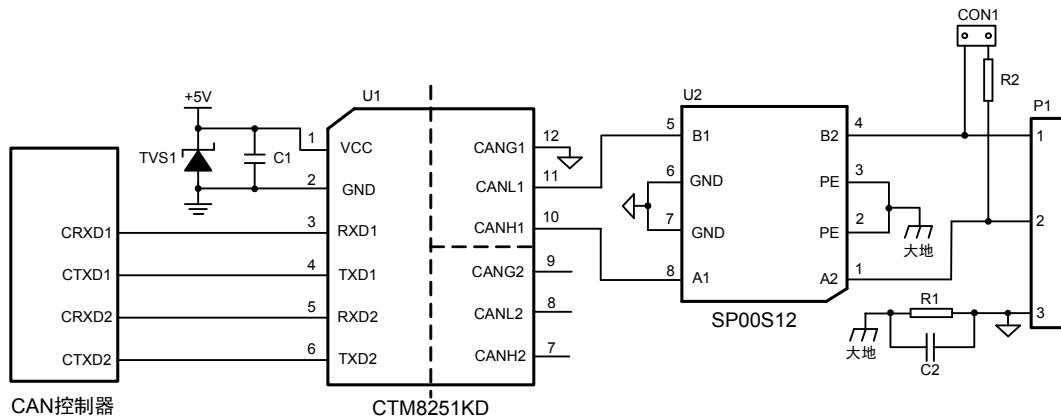 CON1
R2
P1
+5V
U1
U2
TVS1
C1
1
VCC
2
GND
3
RXD1
4
TXD1
5
RXD2
6
TXD2
CRXD1
CTXD1
CRXD2
CTXD2
CAN控制器
CANG1
12
CANL1
11
CANH1
10
CANG2
9
CANL2
8
CANH2
7
CTM8251KD
5
B1
6
GND
7
GND
8
A1
B2
4
PE
3
PE
2
A2
1
SP00S12
大地
1
2
3
R1
大地
C2